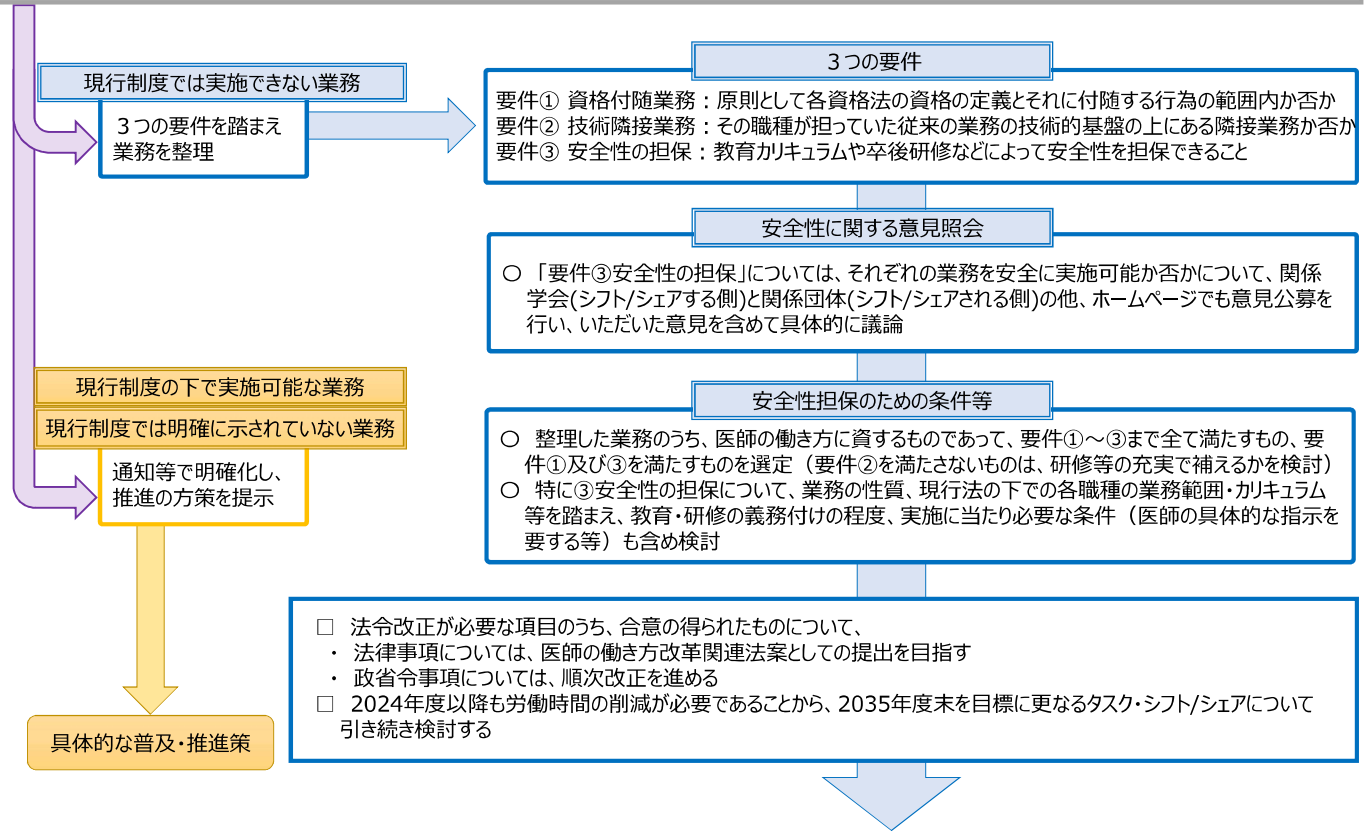 現行制度では実施できない業務
３つの要件を踏まえ
業務を整理
３つの要件
要件① 資格付随業務：原則として各資格法の資格の定義とそれに付随する行為の範囲内か否か
要件② 技術隣接業務：その職種が担っていた従来の業務の技術的基盤の上にある隣接業務か否か
要件③ 安全性の担保：教育カリキュラムや卒後研修などによって安全性を担保できること
安全性に関する意見照会
○ 「要件③安全性の担保」については、それぞれの業務を安全に実施可能か否かについて、関係
学会(シフト/シェアする側)と関係団体(シフト/シェアされる側)の他、ホームページでも意見公募を
行い、いただいた意見を含めて具体的に議論
現行制度の下で実施可能な業務
現行制度では明確に示されていない業務
通知等で明確化し、
推進の方策を提示
安全性担保のための条件等
○ 整理した業務のうち、医師の働き方に資するものであって、要件①～③まで全て満たすもの、要
件①及び③を満たすものを選定（要件②を満たさないものは、研修等の充実で補えるかを検討）
○ 特に③安全性の担保について、業務の性質、現行法の下での各職種の業務範囲・カリキュラム
等を踏まえ、教育・研修の義務付けの程度、実施に当たり必要な条件（医師の具体的な指示を
要する等）も含め検討
□ 法令改正が必要な項目のうち、合意の得られたものについて、
・ 法律事項については、医師の働き方改革関連法案としての提出を目指す
・ 政省令事項については、順次改正を進める
□ 2024年度以降も労働時間の削減が必要であることから、2035年度末を目標に更なるタスク・シフト/シェアについて
引き続き検討する
具体的な普及・推進策